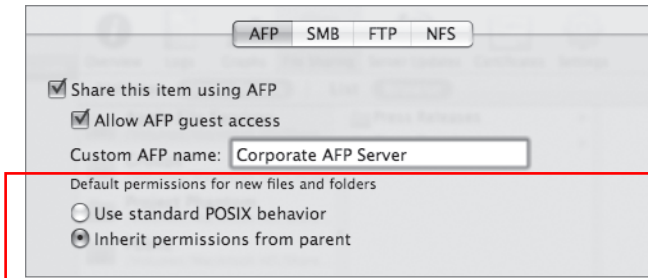 AFP SMB FTP NFS
Share this item using AFP
Allow AFP guest access
Custom AFP name: Corporate AFP Server
Default permissions for new files and folders
Use standard POSIX behavior
Inherit permissions from parent